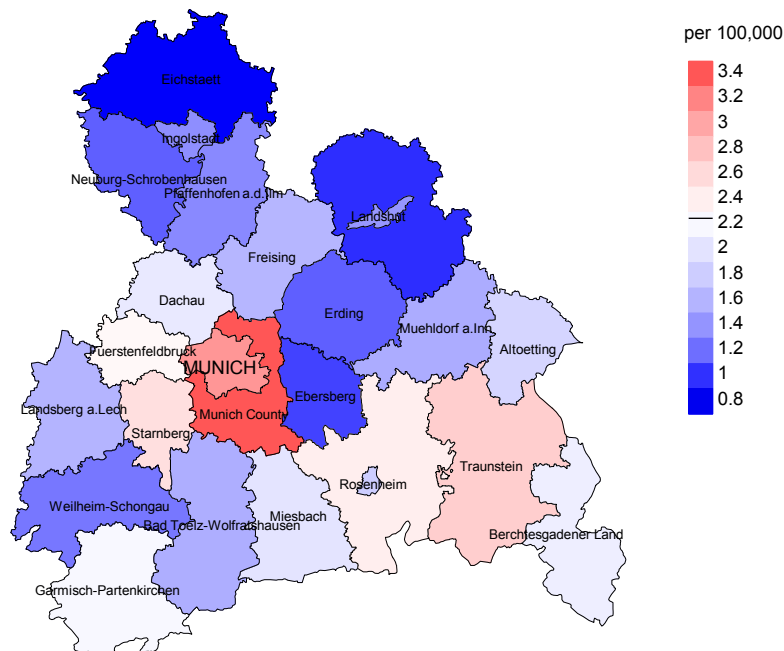 per 100,000
3.4
3.2
3
2.8
2.6
2.4
2.2
2
1.8
1.6
1.4
1.2
1
0.8
Eichstaett
Ingolstadt
Neuburg-Schrobenhausen
Pfaffenhofen a.d.Ilm
Landshut
Freising
Dachau
Erding
Muehldorf a.Inn
Altoetting
Fuerstenfeldbruck
MUNICH
Ebersberg
Landsberg a.Lech
Munich County
Starnberg
Traunstein
Rosenheim
Weilheim-Schongau
Miesbach
Bad Toelz-Wolfratshausen
Berchtesgadener Land
Garmisch-Partenkirchen